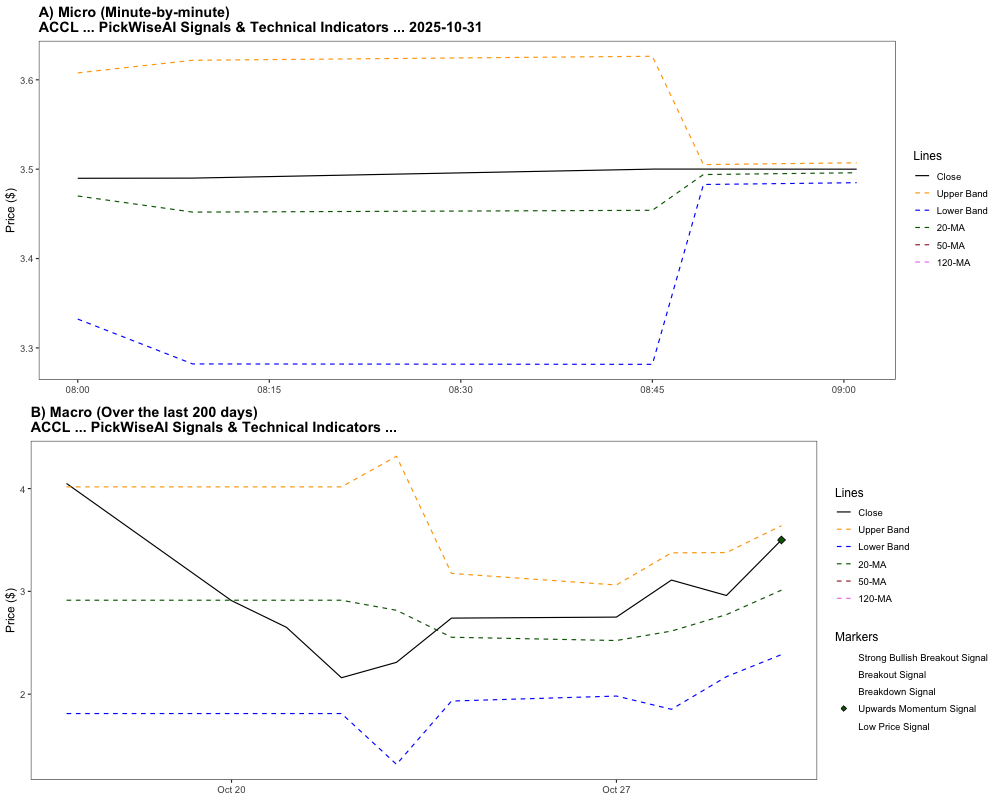 A) Micro (Minute-by-minute)
ACCL ... PickWiseAI Signals & Technical Indicators ... 2025-10-31
Price ($)
3.6
3.5
3.4
3.3
08:00
08:15
08:30
08:45
09:00
Lines
Close
Upper Band
Lower Band
20-MA
50-MA
120-MA
B) Macro (Over the last 200 days)
ACCL ... PickWiseAI Signals & Technical Indicators ...
Price ($)
4
3
2
Oct 20
Oct 27
Lines
Close
Upper Band
Lower Band
20-MA
50-MA
120-MA
Markers
Strong Bullish Breakout Signal
Breakout Signal
Breakdown Signal
Upwards Momentum Signal
Low Price Signal